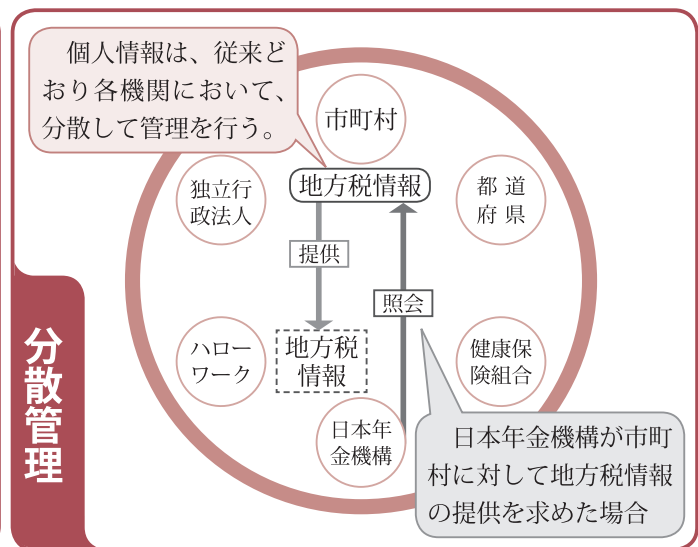 個人情報は、従来ど
おり各機関において、
分散して管理を行う。
市町村
地方税情報
独立行
政法人
都道
府県
提供
照会
ハロー
ワーク
地方税
情報
健康保
険組合
日本年
金機構
日本年金機構が市町
村に対して地方税情報
の提供を求めた場合
分散管理